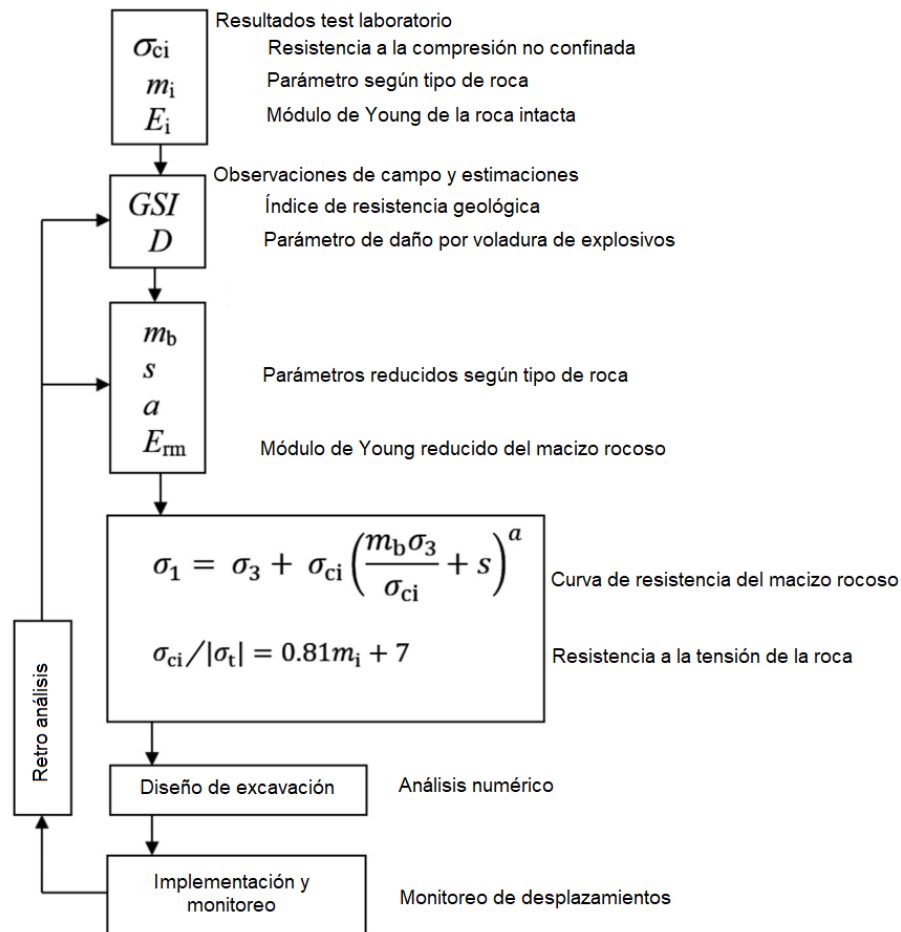 Resultados test laboratorio
σci Resistencia a la compresión no confinada
mi Parámetro según tipo de roca
Ei Módulo de Young de la roca intacta
Observaciones de campo y estimaciones
GSI Índice de resistencia geológica
D Parámetro de daño por voladura de explosivos
mb
s Parámetros reducidos según tipo de roca
a
Erm Módulo de Young reducido del macizo rocoso
σ1 = σ3 + σci(mbσ3/σci + s)^a Curva de resistencia del macizo rocoso
σci/|σt| = 0.81mi + 7 Resistencia a la tensión de la roca
Retro análisis
Diseño de excavación Análisis numérico
Implementación y
monitoreo
Monitoreo de desplazamientos